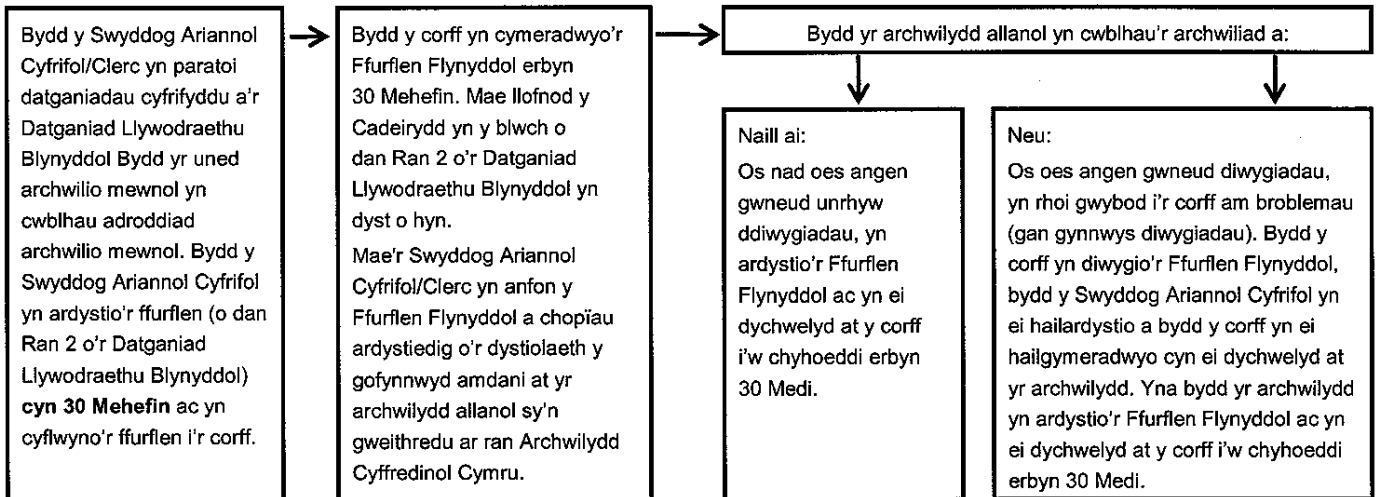 Bydd y Swyddog Ariannol
Cyfrifol/Clerc yn paratoi
datganiadau cyfrifyddu a'r
Datganiad Llywodraethu
Blynyddol Bydd yr uned
archwilio mewnol yn
cwblhau adroddiad
archwilio mewnol. Bydd y
Swyddog Ariannol Cyfrifol
yn ardystio'r ffurflen (o dan
Ran 2 o'r Datganiad
Llywodraethu Blynyddol)
cyn 30 Mehefin ac yn
cyflwyno'r ffurflen i'r corff.
Bydd y corff yn cymeradwyo'r
Ffurflen Flynyddol erbyn
30 Mehefin. Mae llofnod y
Cadeirydd yn y blwch o
dan Ran 2 o'r Datganiad
Llywodraethu Blynyddol yn
dyst o hyn.
Mae'r Swyddog Ariannol
Cyfrifol/Clerc yn anfon y
Ffurflen Flynyddol a chopïau
ardystiedig o'r dystiolaeth y
gofynnwyd amdani at yr
archwilydd allanol sy'n
gweithredu ar ran Archwilydd
Cyffredinol Cymru.
Bydd yr archwilydd allanol yn cwblhau'r archwiliad a:
Naill ai:
Os nad oes angen
gwneud unrhyw
ddiwygiadau, yn
ardystio'r Ffurflen
Flynyddol ac yn ei
dychwelyd at y corff
i'w chyhoeddi erbyn
30 Medi.
Neu:
Os oes angen gwneud diwygiadau,
yn rhoi gwybod i'r corff am broblemau
(gan gynnwys diwygiadau). Bydd y
corff yn diwygio'r Ffurflen Flynyddol,
bydd y Swyddog Ariannol Cyfrifol yn
ei hailardystio a bydd y corff yn ei
hailgymeradwyo cyn ei dychwelyd at
yr archwilydd. Yna bydd yr archwilydd
yn ardystio'r Ffurflen Flynyddol ac yn
ei dychwelyd at y corff i'w chyhoeddi
erbyn 30 Medi.